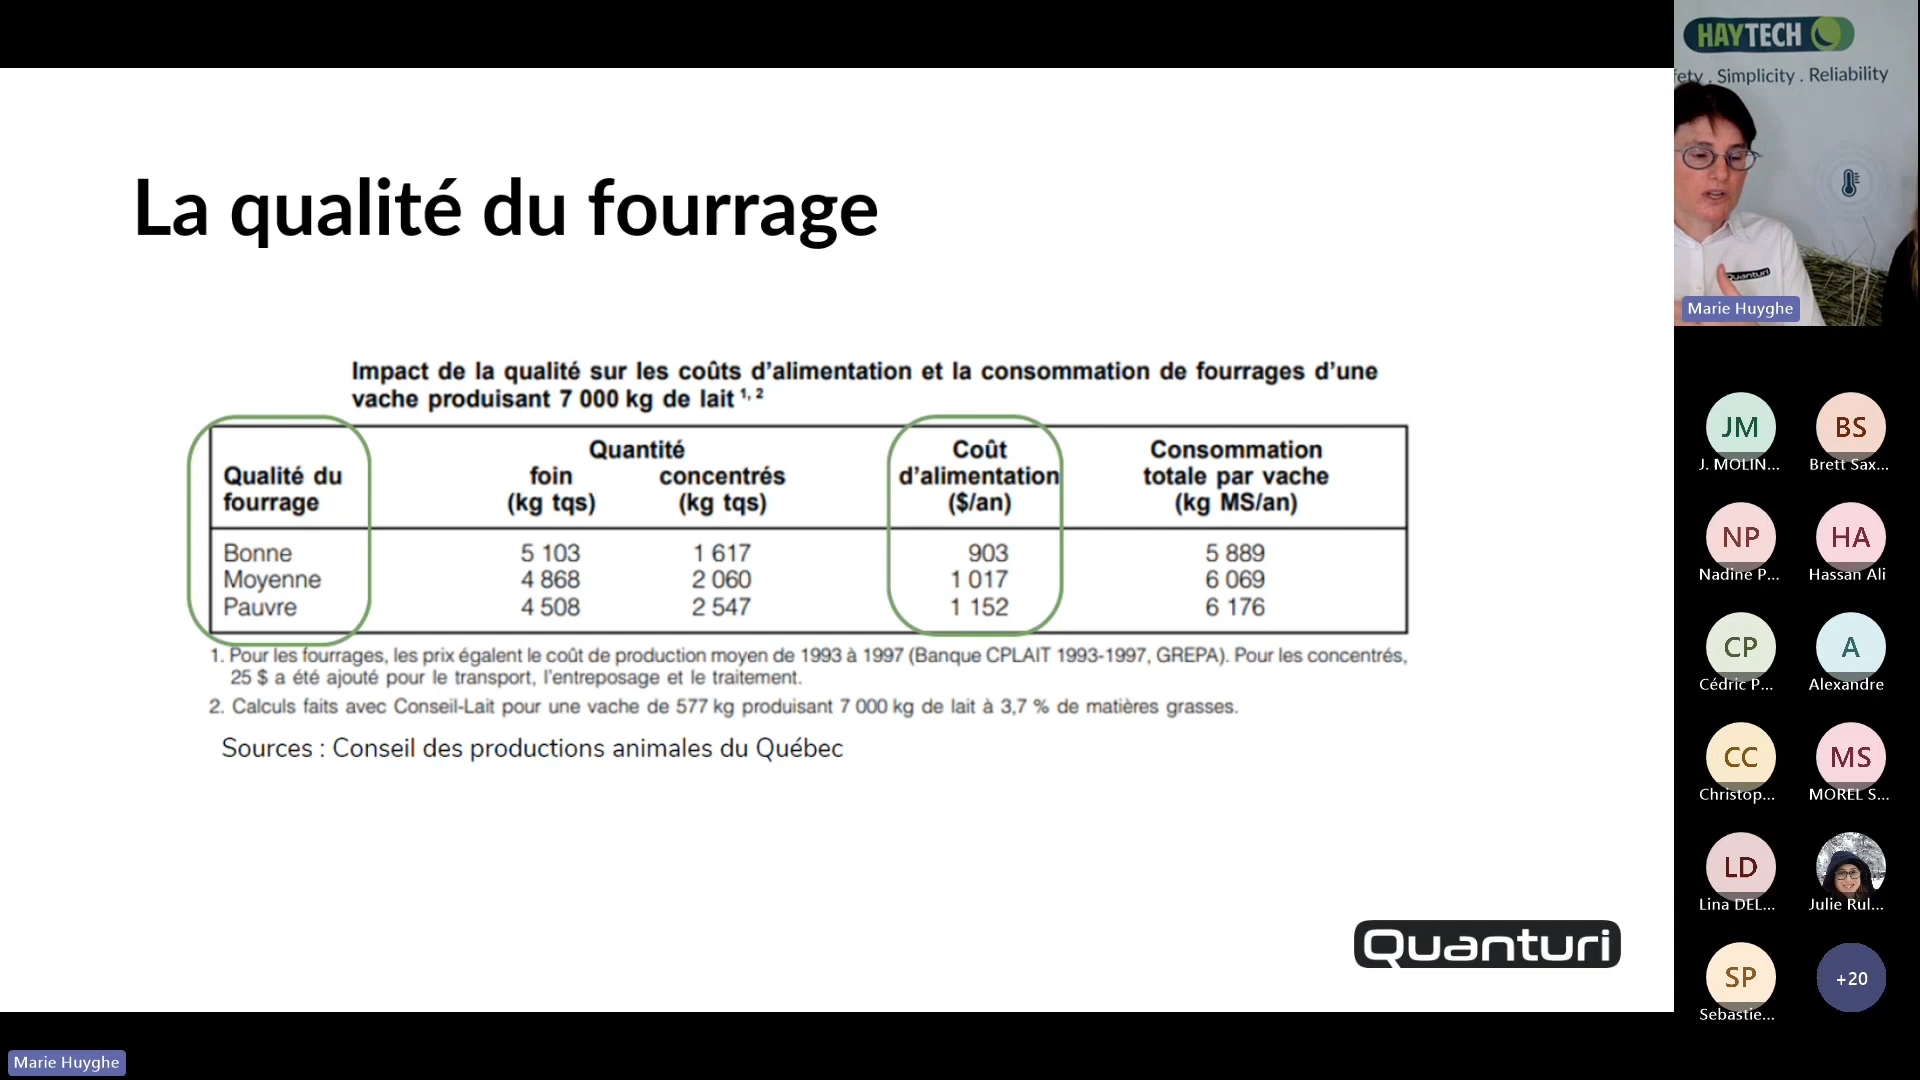 La qualité du fourrage
Impact de la qualité sur les coûts d’alimentation et la consommation de fourrages d’une
vache produisant 7 000 kg de lait 1, 2
Qualité du fourrage | Quantité foin (kg tqs) | Quantité concentrés (kg tqs) | Coût d’alimentation ($/an) | Consommation totale par vache (kg MS/an)
Bonne 5 103 1 617 903 5 889
Moyenne 4 868 2 060 1 017 6 069
Pauvre 4 508 2 547 1 152 6 176
1. Pour les fourrages, les prix égalent le coût de production moyen de 1993 à 1997 (Banque CPLAIT 1993-1997, GREPA). Pour les concentrés,
25 $ a été ajouté pour le transport, l’entreposage et le traitement.
2. Calculs faits avec Conseil-Lait pour une vache de 577 kg produisant 7 000 kg de lait à 3,7 % de matières grasses.
Sources : Conseil des productions animales du Québec
Quanturi
Marie Huyghe
HAYTECH
ety . Simplicity . Reliability
Quanturi
Marie Huyghe
JM
J. MOLIN...
BS
Brett Sax...
NP
Nadine P...
HA
Hassan Ali
CP
Cédric P...
A
Alexandre
CC
Christop...
MS
MOREL S...
LD
Lina DEL...
Julie Rul...
SP
Sebastie...
+20